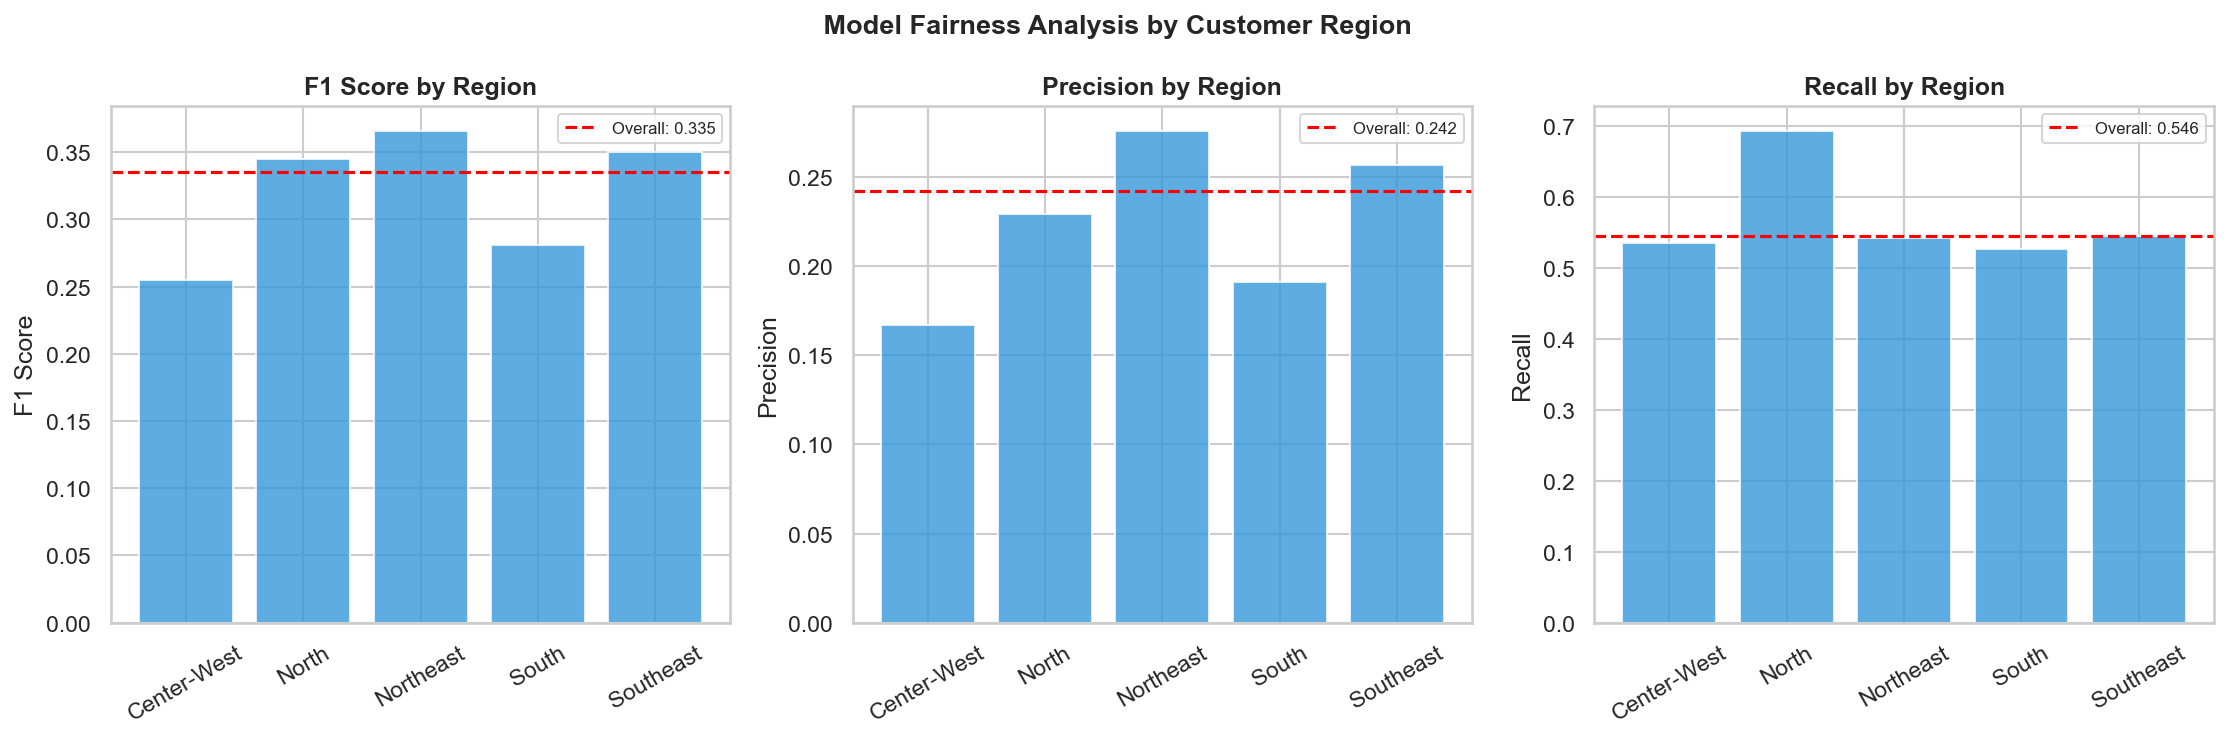 Model Fairness Analysis by Customer Region
F1 Score by Region
Overall: 0.335
F1 Score
0.35
0.30
0.25
0.20
0.15
0.10
0.05
0.00
Center-West
North
Northeast
South
Southeast
Precision by Region
Overall: 0.242
Precision
0.25
0.20
0.15
0.10
0.05
0.00
Center-West
North
Northeast
South
Southeast
Recall by Region
Overall: 0.546
Recall
0.7
0.6
0.5
0.4
0.3
0.2
0.1
0.0
Center-West
North
Northeast
South
Southeast